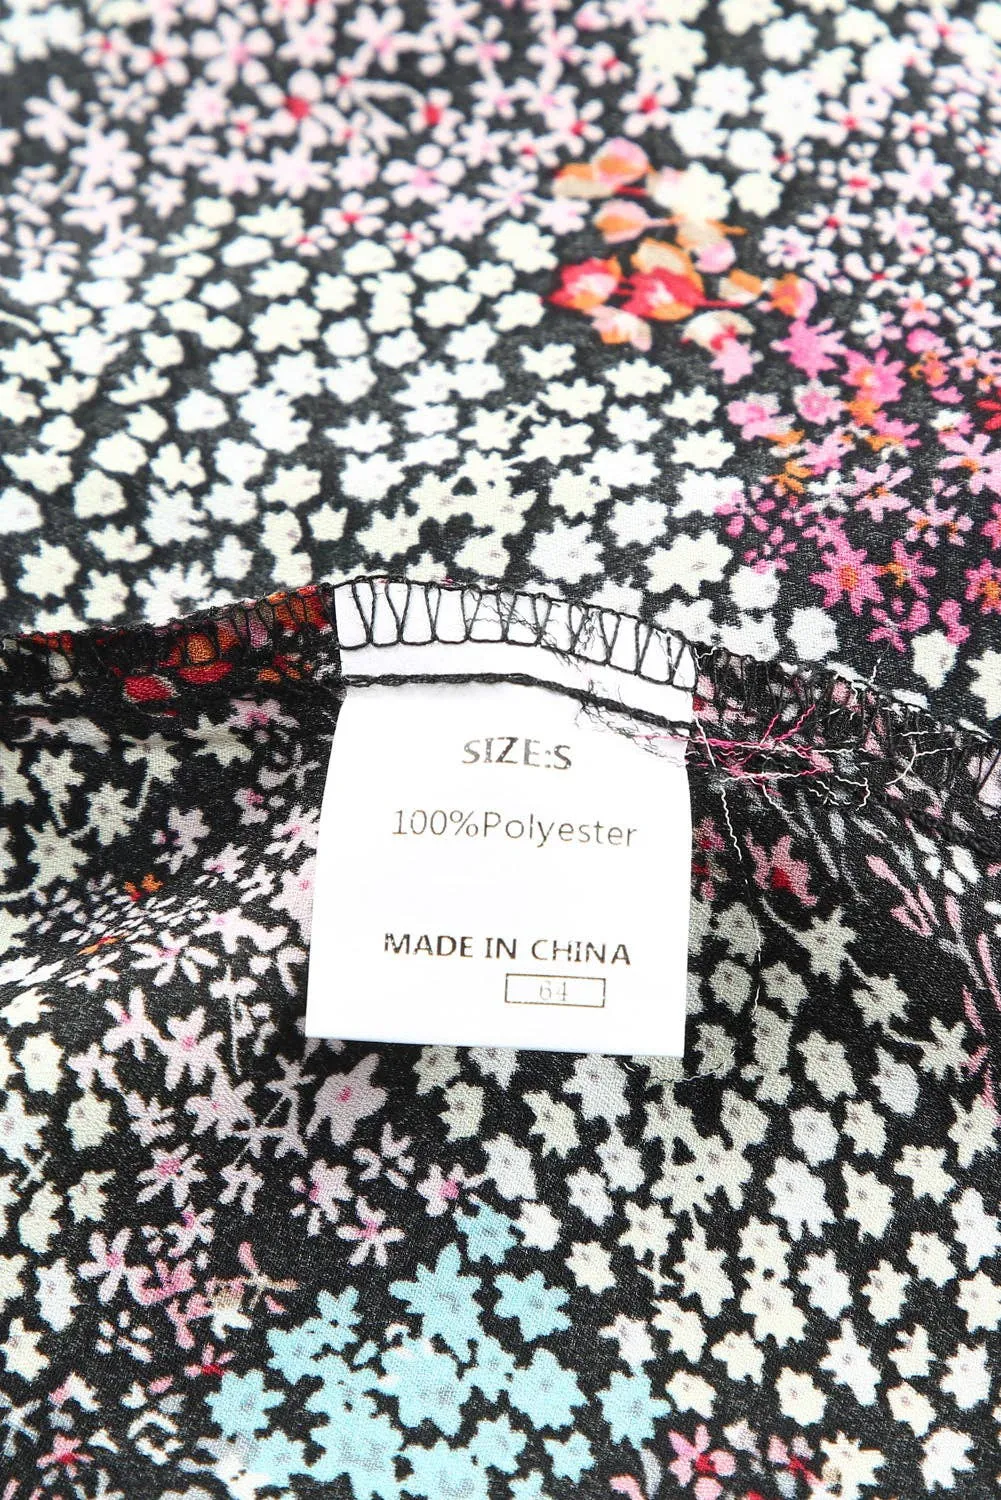 SIZE:S
100%Polyester
MADE IN CHINA
64